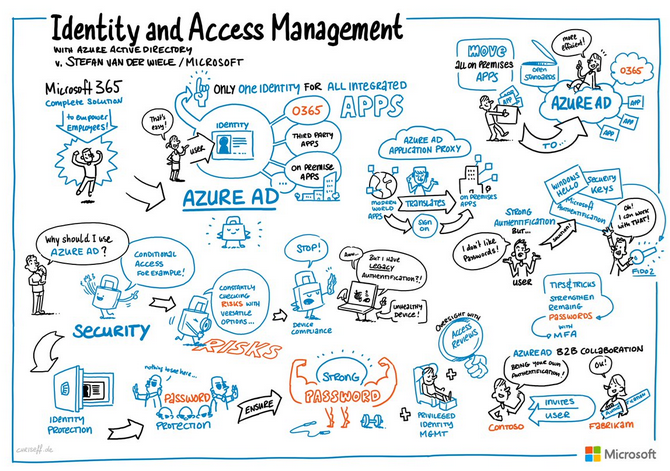 Identity and Access Management
WITH AZURE ACTIVE DIRECTORY
v. STEFAN VAN DER WIELE / MICROSOFT
Microsoft 365
COMPLETE SOLUTION
to empower
EMPLOYEES!
ONLY ONE IDENTITY FOR ALL INTEGRATED
APPS
That's
easy!
USER
IDENTITY
O365
THIRD PARTY
APPS
ON PREMISE
APPS
AZURE AD
MOVE
ALL ON PREMISES
APPS
OPEN
STANDARDS
more
efficient!
O365
AZURE AD
APP
APP
APP
TO...
AZURE AD
APPLICATION PROXY
MODERN
WORLD
APPS
TRANSLATES
SIGN
ON
ON PREMISES
APPS
WINDOWS
HELLO
Security
Keys
Microsoft
Authenticator
STRONG
AUTHENTICATION
BUT...
I don't like
Passwords!
USER
Oh!
I can work
with THAT!
FIDO2
Why should I use
AZURE AD?
CONDITIONAL
ACCESS
FOR EXAMPLE!
SECURITY
CONSTANTLY
CHECKING
RISKS WITH
VERSATILE
OPTIONS...
RISKS
STOP!
DEVICE
COMPLIANCE
BUT I HAVE
LEGACY
AUTHENTICATION?!
UNHEALTHY
DEVICE!
OVERSIGHT WITH
Access
Reviews
TIPS & TRICKS
STRENGTHEN
REMAING
PASSWORDS
WITH
MFA
IDENTITY
PROTECTION
nothing to see here...
PASSWORD
PROTECTION
ENSURE
STRONG
PASSWORD
+
PRIVILEGED
IDENTITY
MGMT
+
AZURE AD B2B COLLABORATION
BRING YOUR OWN
AUTHENTICATION!
OU!
CONTOSO
INVITES
USER
FABRIKAM
Microsoft